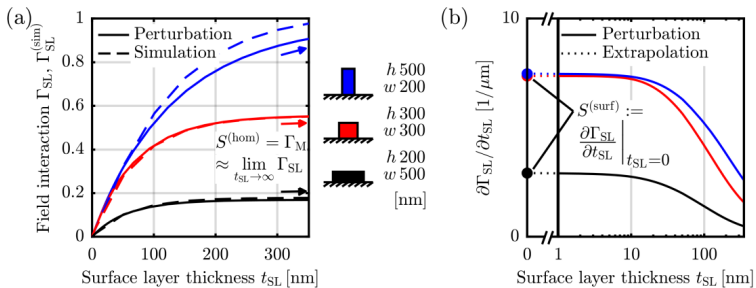 (a)
Field interaction Γ_SL, Γ_SL^(sim)
1
0.8
0.6
0.4
0.2
0
0 100 200 300
Surface layer thickness t_SL [nm]
Perturbation
Simulation
S^(hom) = Γ_M
≈ lim Γ_SL
t_SL→∞
h 500
w 200
h 300
w 300
h 200
w 500
[nm]
(b)
∂Γ_SL/∂t_SL [1/μm]
10
0
0 1 10 100
Surface layer thickness t_SL [nm]
Perturbation
Extrapolation
S^(surf) :=
∂Γ_SL
∂t_SL |t_SL=0